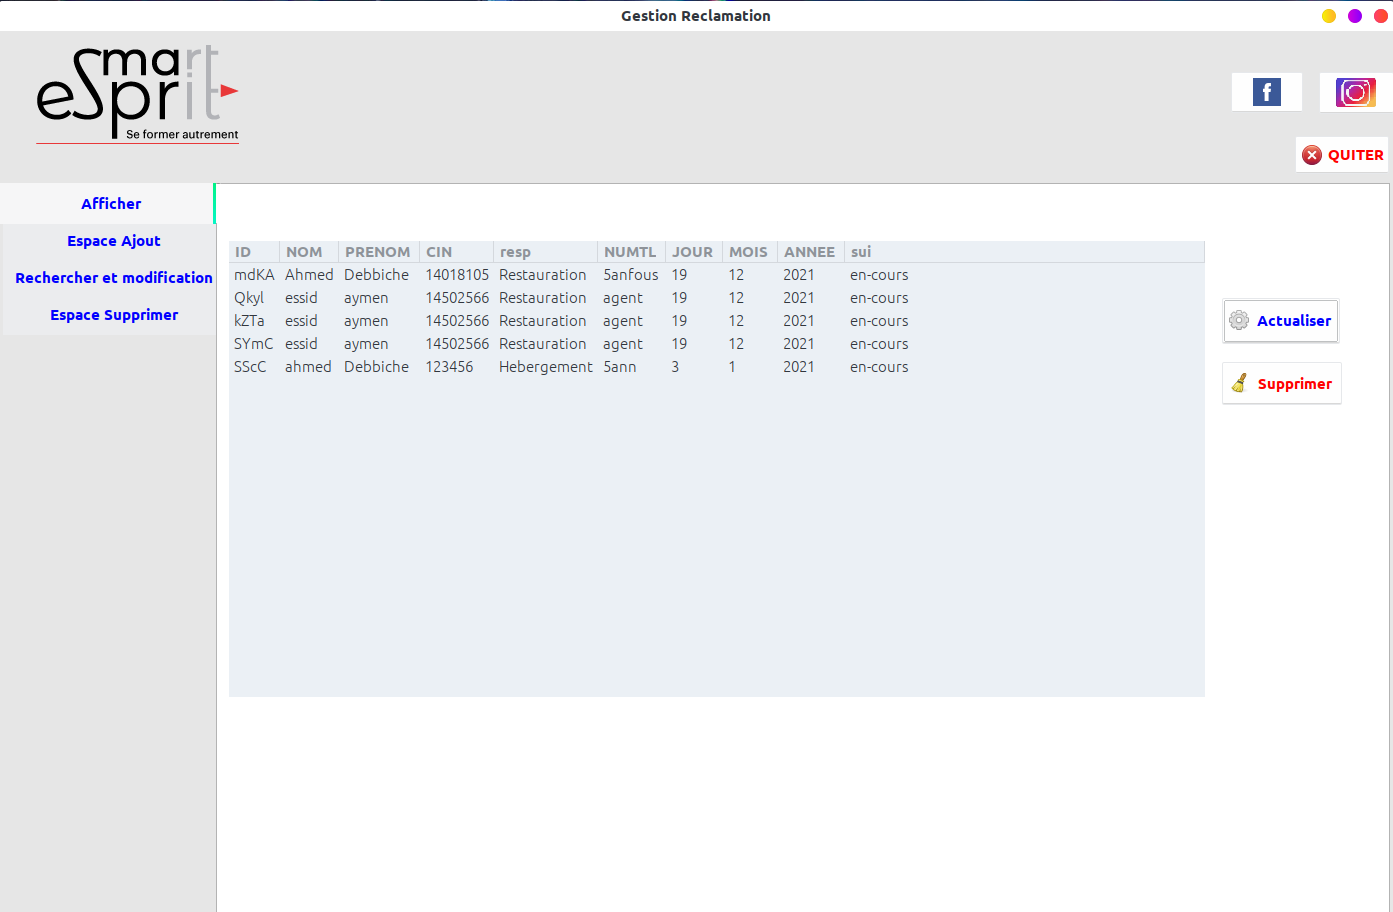 Gestion Reclamation
Smart
eSprit
Se former autrement
f
QUITER
Afficher
Espace Ajout
Rechercher et modification
Espace Supprimer
ID NOM PRENOM CIN resp NUMTL JOUR MOIS ANNEE sui
mdKA Ahmed Debbiche 14018105 Restauration 5anfous 19 12 2021 en-cours
Qkyl essid aymen 14502566 Restauration agent 19 12 2021 en-cours
kZTa essid aymen 14502566 Restauration agent 19 12 2021 en-cours
SYmC essid aymen 14502566 Restauration agent 19 12 2021 en-cours
SScC ahmed Debbiche 123456 Hebergement 5ann 3 1 2021 en-cours
Actualiser
Supprimer